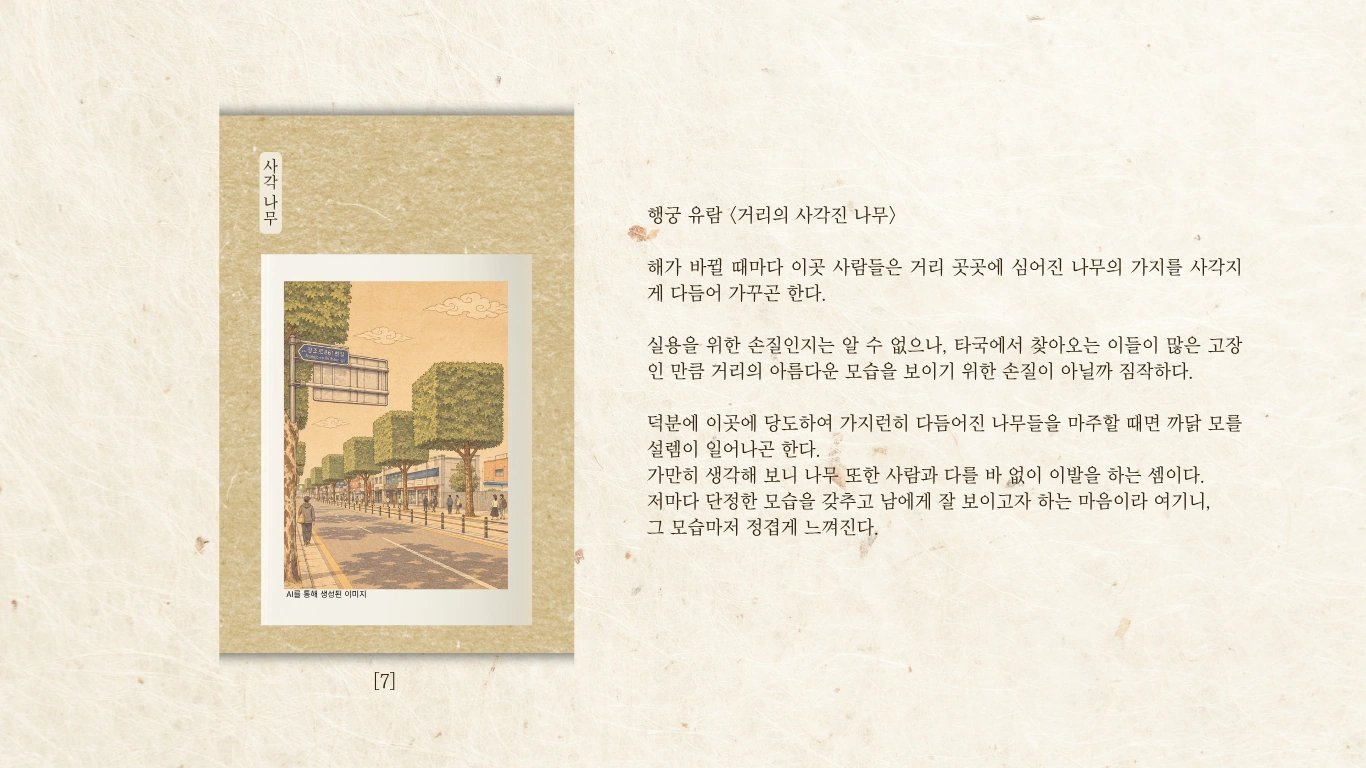 사각 나무
AI를 통해 생성된 이미지
[7]
행궁 유람 〈거리의 사각진 나무〉
해가 바뀔 때마다 이곳 사람들은 거리 곳곳에 심어진 나무의 가지를 사각지
게 다듬어 가꾸곤 한다.
실용을 위한 손질인지는 알 수 없으나, 타국에서 찾아오는 이들이 많은 고장
인 만큼 거리의 아름다운 모습을 보이기 위한 손질이 아닐까 짐작하다.
덕분에 이곳에 당도하여 가지런히 다듬어진 나무들을 마주할 때면 까닭 모를
설렘이 일어나곤 한다.
가만히 생각해 보니 나무 또한 사람과 다를 바 없이 이발을 하는 셈이다.
저마다 단정한 모습을 갖추고 남에게 잘 보이고자 하는 마음이라 여기니,
그 모습마저 정겹게 느껴진다.